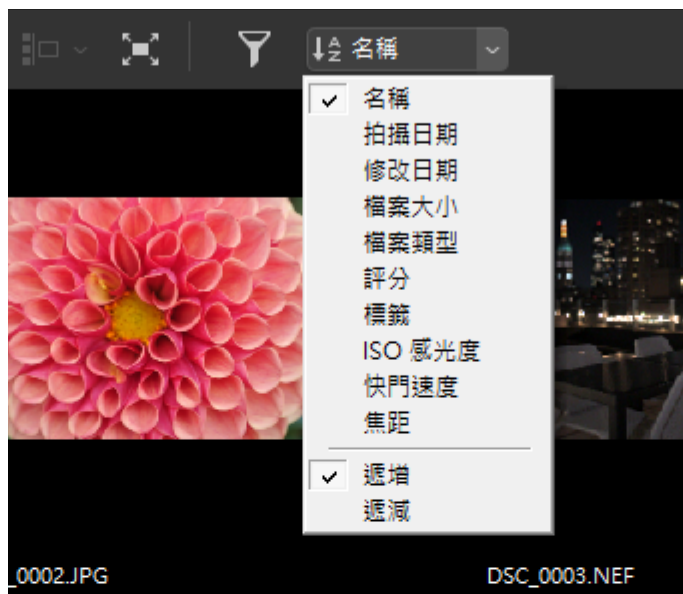 名稱
名稱
拍攝日期
修改日期
檔案大小
檔案類型
評分
標籤
ISO 感光度
快門速度
焦距
遞增
遞減
_0002.JPG
DSC_0003.NEF